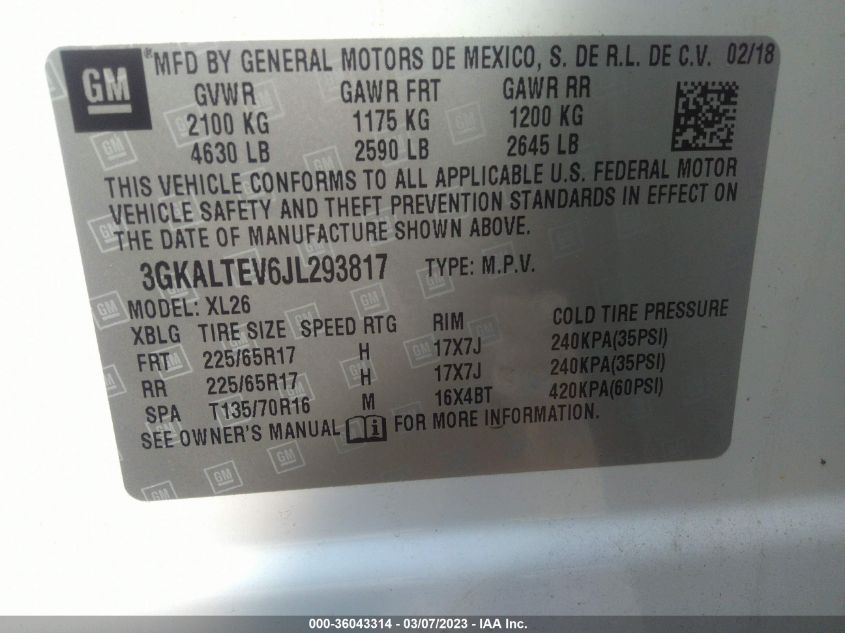 GM
®MFD BY GENERAL MOTORS DE MEXICO, S. DE R.L. DE C.V. 02/18
GVWR GAWR FRT GAWR RR
2100 KG 1175 KG 1200 KG
4630 LB 2590 LB 2645 LB
THIS VEHICLE CONFORMS TO ALL APPLICABLE U.S. FEDERAL MOTOR
VEHICLE SAFETY AND THEFT PREVENTION STANDARDS IN EFFECT ON
THE DATE OF MANUFACTURE SHOWN ABOVE.
3GKALTEV6JL293817 TYPE: M.P.V.
MODEL: XL26
XBLG TIRE SIZE SPEED RTG RIM COLD TIRE PRESSURE
FRT 225/65R17 H 17X7J 240KPA(35PSI)
RR 225/65R17 H 17X7J 240KPA(35PSI)
SPA T135/70R16 M 16X4BT 420KPA(60PSI)
SEE OWNER'S MANUAL i FOR MORE INFORMATION.
000-36043314 - 03/07/2023 - IAA Inc.